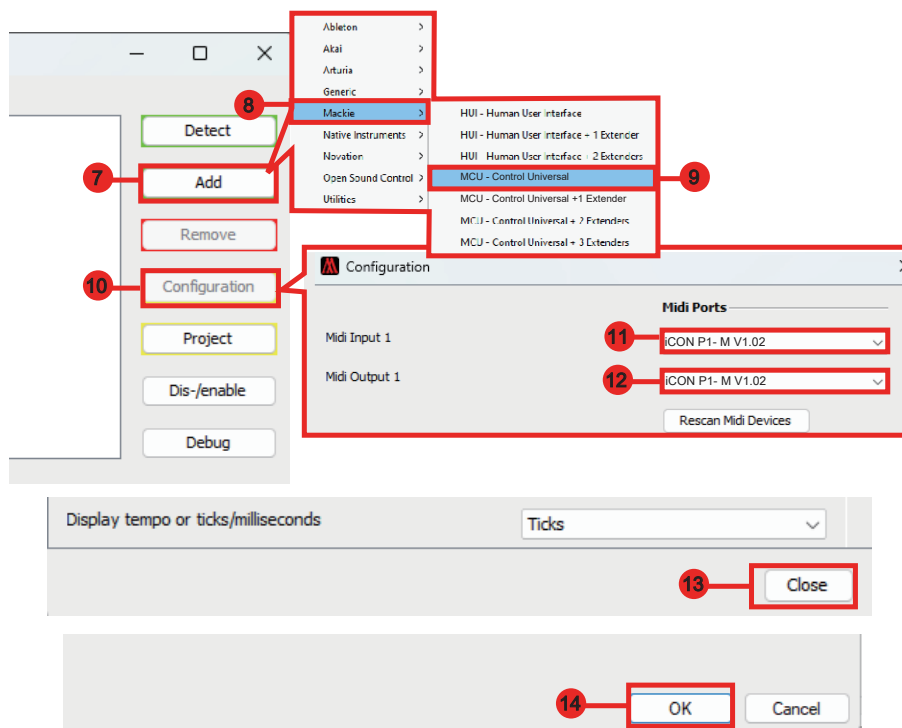 Ableton >
Akai >
Arturia >
Generic >
8
Mackie >
Native Instruments >
Novation >
Open Sound Control >
Utilities >
HUI - Human User Interface
HUI - Human User Interface + 1 Extender
HUI - Human User Interface + 2 Extenders
MCU - Control Universal
9
MCU - Control Universal +1 Extender
MCU - Control Universal + 2 Extenders
MCU - Control Universal + 3 Extenders
Detect
7
Add
Remove
10
Configuration
Project
Dis-/enable
Debug
Configuration
Midi Ports
Midi Input 1
11
iCON P1- M V1.02
Midi Output 1
12
iCON P1- M V1.02
Rescan Midi Devices
Display tempo or ticks/milliseconds
Ticks
13
Close
14
OK
Cancel